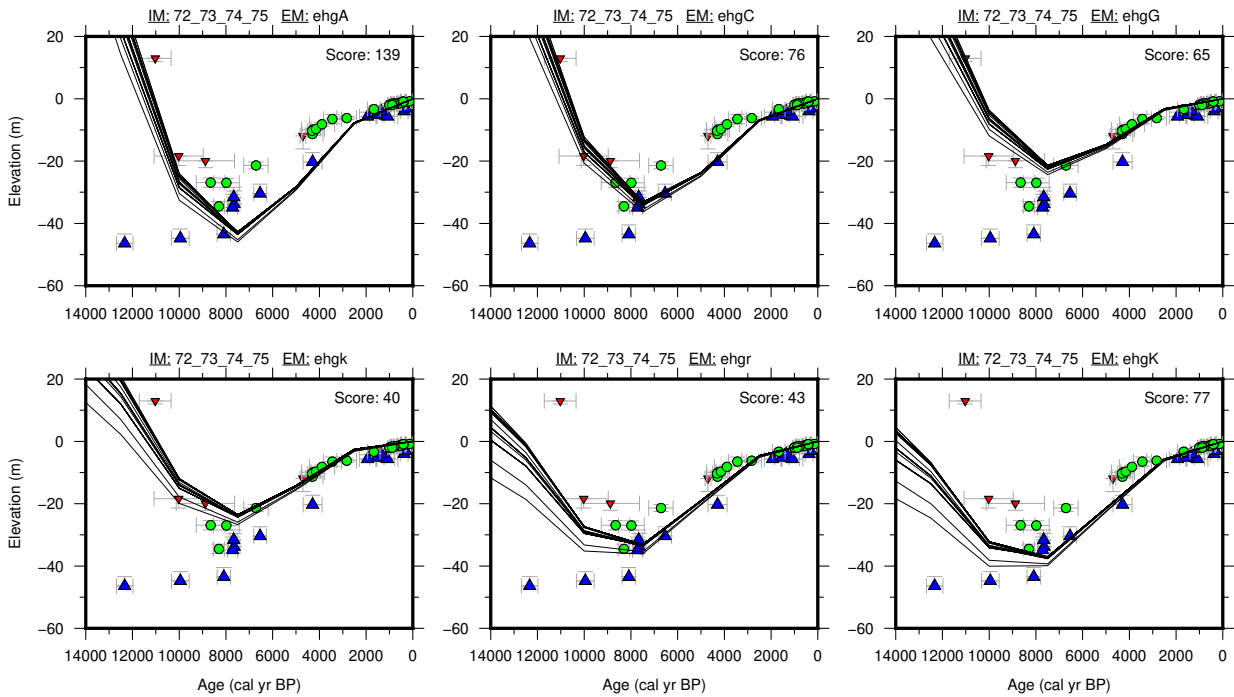 IM: 72_73_74_75 EM: ehgA
IM: 72_73_74_75 EM: ehgC
IM: 72_73_74_75 EM: ehgG
Score: 139
Score: 76
Score: 65
Elevation (m)
20
0
−20
−40
−60
14000 12000 10000 8000 6000 4000 2000 0
14000 12000 10000 8000 6000 4000 2000 0
14000 12000 10000 8000 6000 4000 2000 0
IM: 72_73_74_75 EM: ehgk
IM: 72_73_74_75 EM: ehgr
IM: 72_73_74_75 EM: ehgK
Score: 40
Score: 43
Score: 77
Elevation (m)
20
0
−20
−40
−60
14000 12000 10000 8000 6000 4000 2000 0
14000 12000 10000 8000 6000 4000 2000 0
14000 12000 10000 8000 6000 4000 2000 0
Age (cal yr BP)
Age (cal yr BP)
Age (cal yr BP)